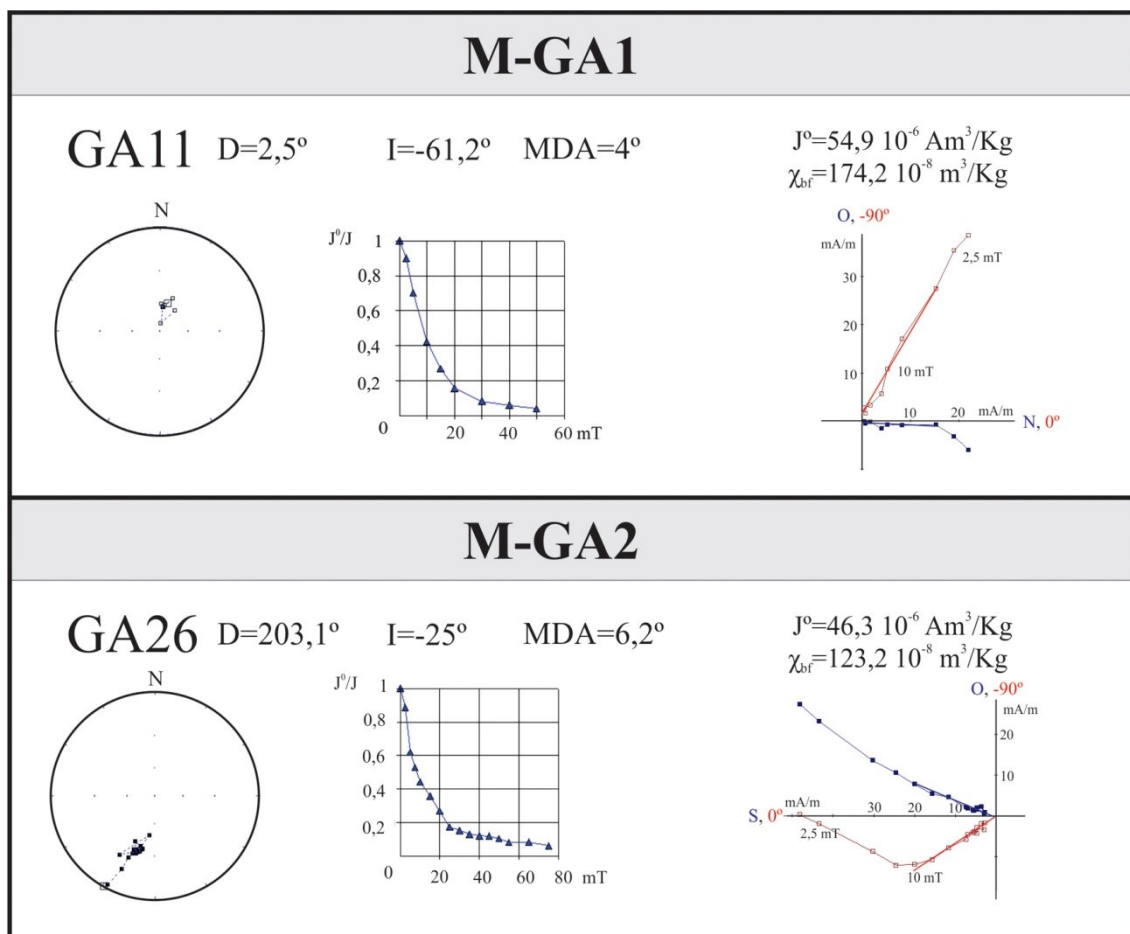 M-GA1
GA11 D=2,5º I=-61,2º MDA=4º
J⁰=54,9 10⁻⁶ Am³/Kg
χbf=174,2 10⁻⁸ m³/Kg
N
J⁰/J
1
0,8
0,6
0,4
0,2
0 20 40 60 mT
O, -90º
mA/m
2,5 mT
30
20
10
10 mT
10 20 mA/m
N, 0º
M-GA2
GA26 D=203,1º I=-25º MDA=6,2º
J⁰=46,3 10⁻⁶ Am³/Kg
χbf=123,2 10⁻⁸ m³/Kg
N
J⁰/J
1
0,8
0,6
0,4
0,2
0 20 40 60 80
mT
O, -90º
mA/m
20
10
mA/m 30 20 10
S, 0º
2,5 mT
10 mT